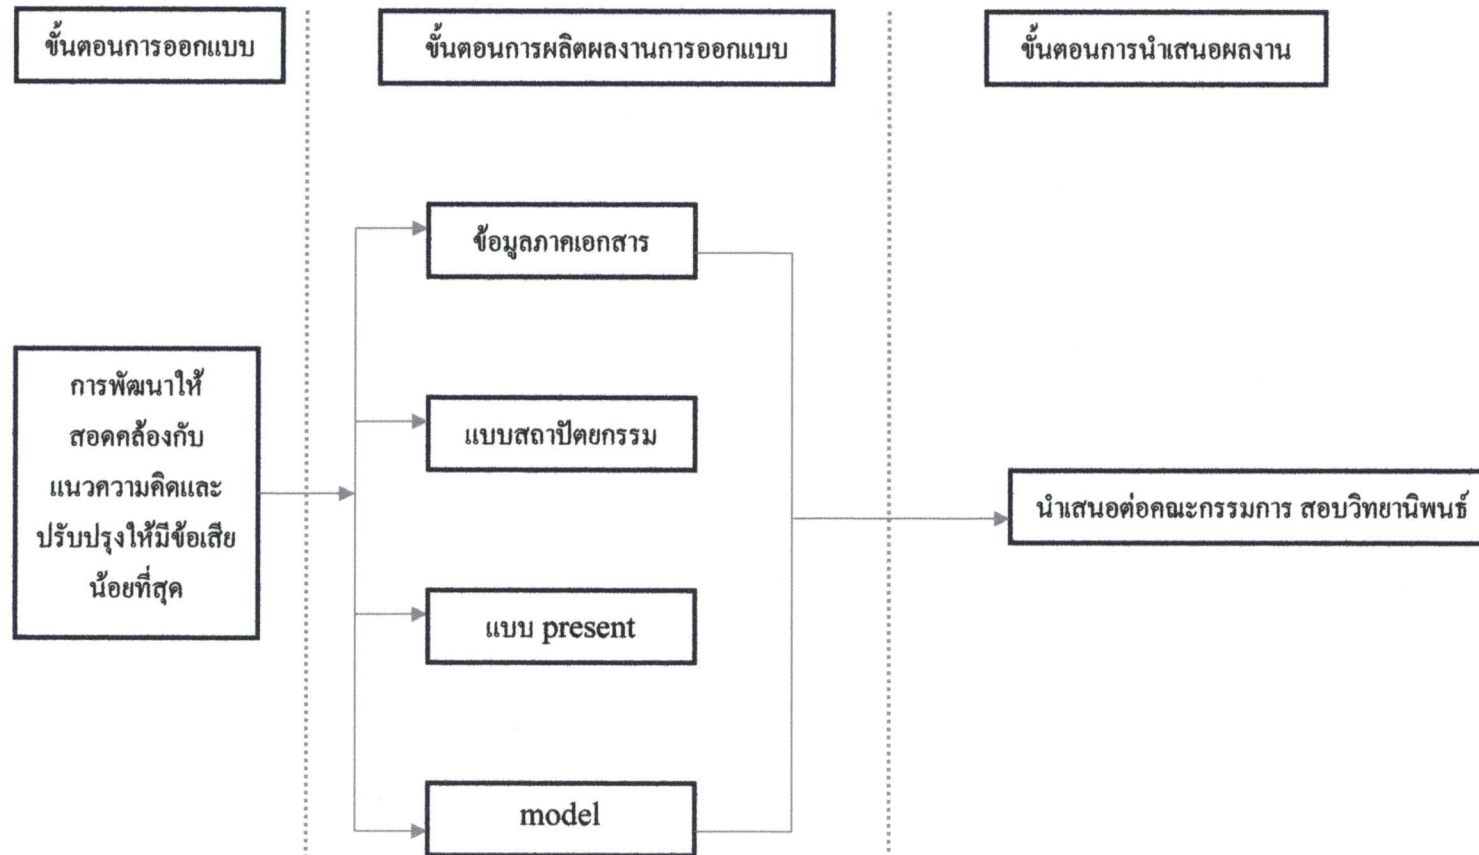 ขั้นตอนการออกแบบ
ขั้นตอนการผลิตผลงานการออกแบบ
ขั้นตอนการนำเสนอผลงาน
การพัฒนาให้
สอดคล้องกับ
แนวความคิดและ
ปรับปรุงให้มีข้อเสีย
น้อยที่สุด
ข้อมูลภาคเอกสาร
แบบสถาปัตยกรรม
แบบ present
model
นำเสนอต่อคณะกรรมการ สอบวิทยานิพนธ์